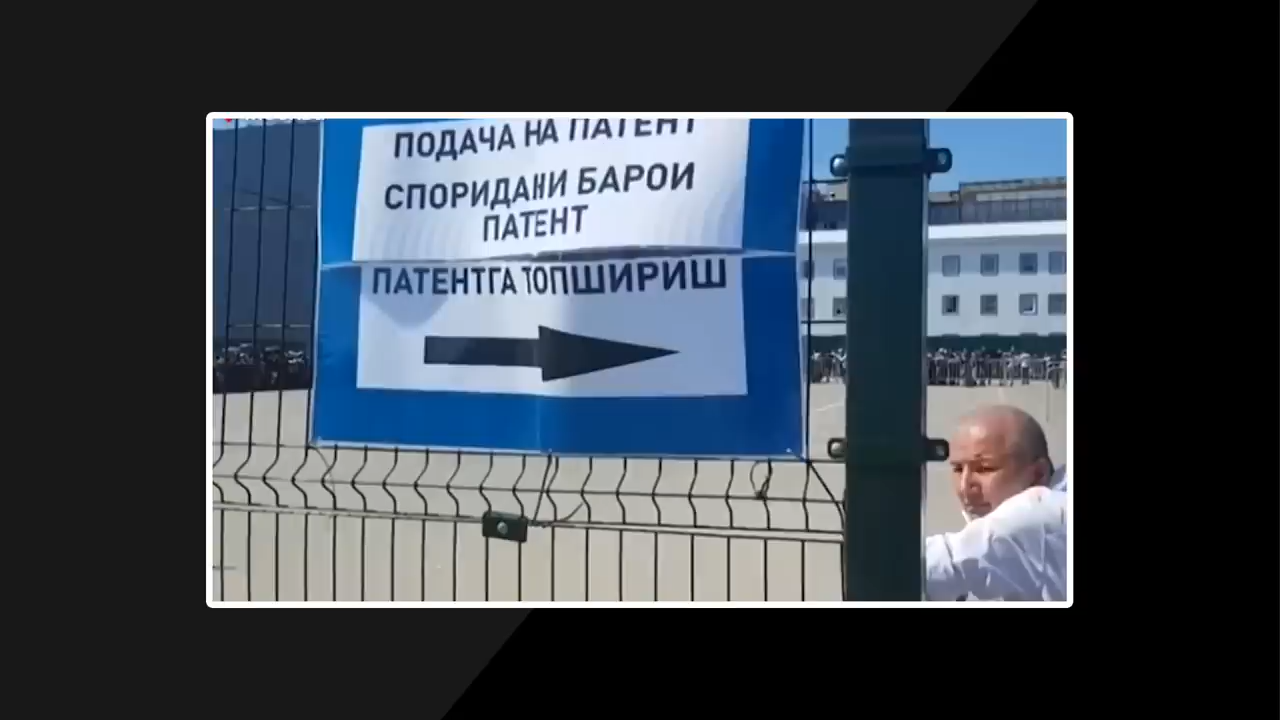 ПОДАЧА НА ПАТЕНТ
СПОРИДАНИ БАРОИ
ПАТЕНТ
ПАТЕНТГА ТОПШИРИШ